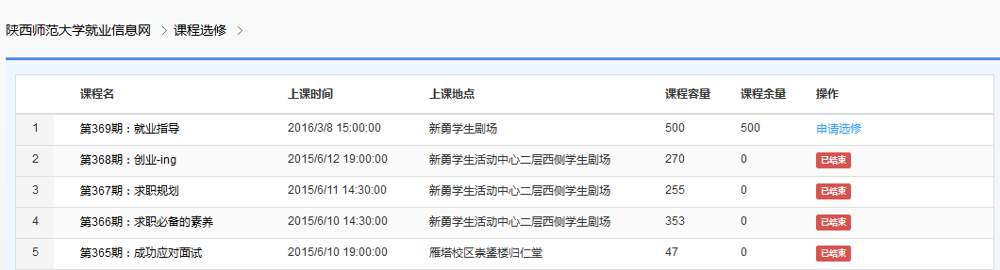 陕西师范大学就业信息网 > 课程选修 >
课程名 上课时间 上课地点 课程容量 课程余量 操作
1 第369期：就业指导 2016/3/8 15:00:00 新勇学生剧场 500 500 申请选修
2 第368期：创业-ing 2015/6/12 19:00:00 新勇学生活动中心二层西侧学生剧场 270 0 已结束
3 第367期：求职规划 2015/6/11 14:30:00 新勇学生活动中心二层西侧学生剧场 255 0 已结束
4 第366期：求职必备的素养 2015/6/10 14:30:00 新勇学生活动中心二层西侧学生剧场 353 0 已结束
5 第365期：成功应对面试 2015/6/10 19:00:00 雁塔校区崇鋈楼归仁堂 47 0 已结束